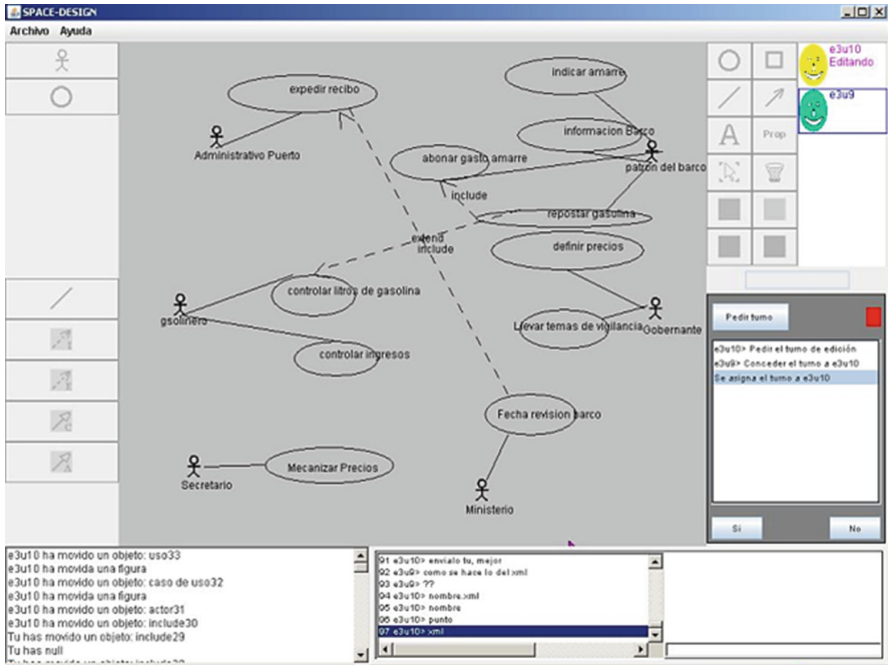 SPACE-DESIGN
Archivo Ayuda
expedir recibo
Administrativo Puerto
indicar amarre
informacion Barco
abonar gasto amarre
patron del barco
include
repostar gasolina
extend
include
definir precios
controlar litros de gasolina
gsolinero
Llevar temas de vigilancia
Gobernante
controlar ingresos
Fecha revision barco
Mecanizar Precios
Secretario
Ministerio
A
Prop
e3u10
Editando
e3u9
Pedir turno
e3u10> Pedir el turno de edición
e3u9> Conceder el turno a e3u10
Se asigna el turno a e3u10
Si
No
e3u10 ha movido un objeto: uso33
e3u10 ha movida una figura
e3u10 ha movido un objeto: caso de uso32
e3u10 ha movida una figura
e3u10 ha movido un objeto: actor31
e3u10 ha movido un objeto: include30
Tu has movido un objeto: include29
Tu has null
91 e3u10> envialo tu, mejor
92 e3u9> como se hace lo del xml
93 e3u9> ??
94 e3u10> nombre.xml
95 e3u10> nombre
96 e3u10> punto
97 e3u10> xml